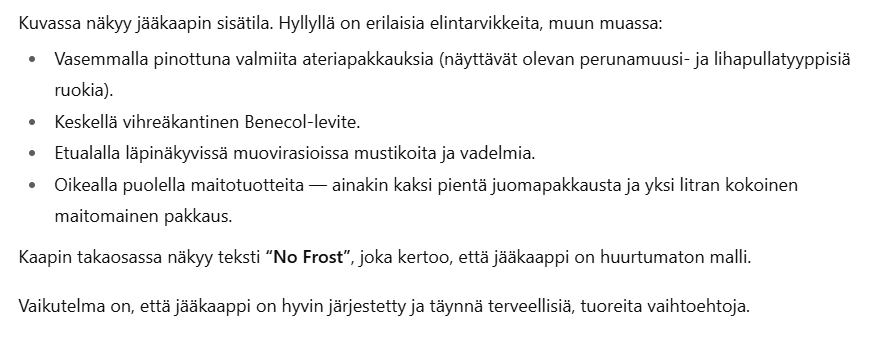 Kuvassa näkyy jääkaapin sisätila. Hyllyllä on erilaisia elintarvikkeita, muun muassa:
• Vasemmalla pinottuna valmiita ateriapakkauksia (näyttävät olevan perunamuusi- ja lihapullatyyppisiä
ruokia).
• Keskellä vihreäkantinen Benecol-levite.
• Etualalla läpinäkyvissä muovirasioissa mustikoita ja vadelmia.
• Oikealla puolella maitotuotteita — ainakin kaksi pientä juomapakkausta ja yksi litran kokoinen
maitomainen pakkaus.
Kaapin takaosassa näkyy teksti “No Frost”, joka kertoo, että jääkaappi on huurtumaton malli.
Vaikutelma on, että jääkaappi on hyvin järjestetty ja täynnä terveellisiä, tuoreita vaihtoehtoja.